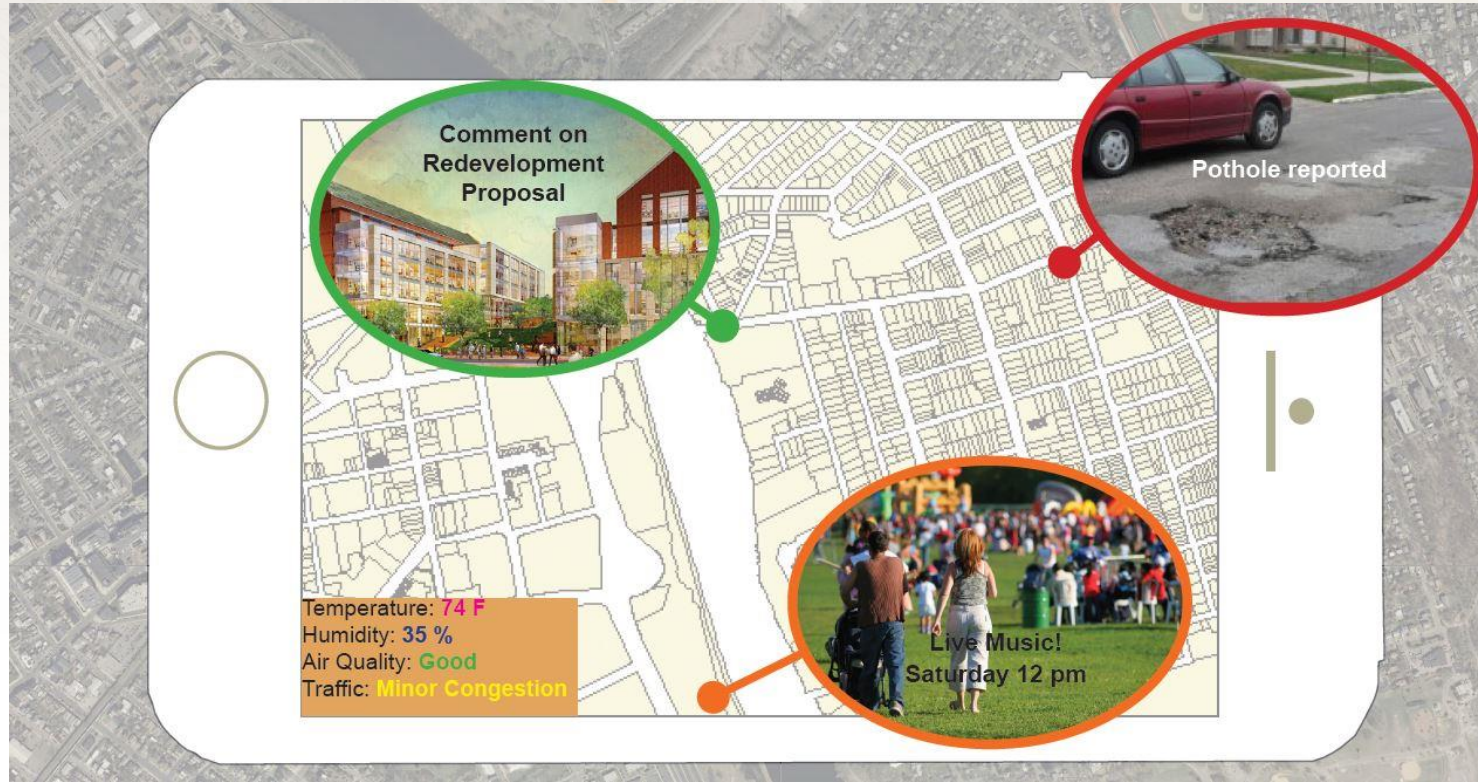 Comment on
Redevelopment
Proposal
Pothole reported
Temperature: 74 F
Humidity: 35 %
Air Quality: Good
Traffic: Minor Congestion
Live Music!
Saturday 12 pm